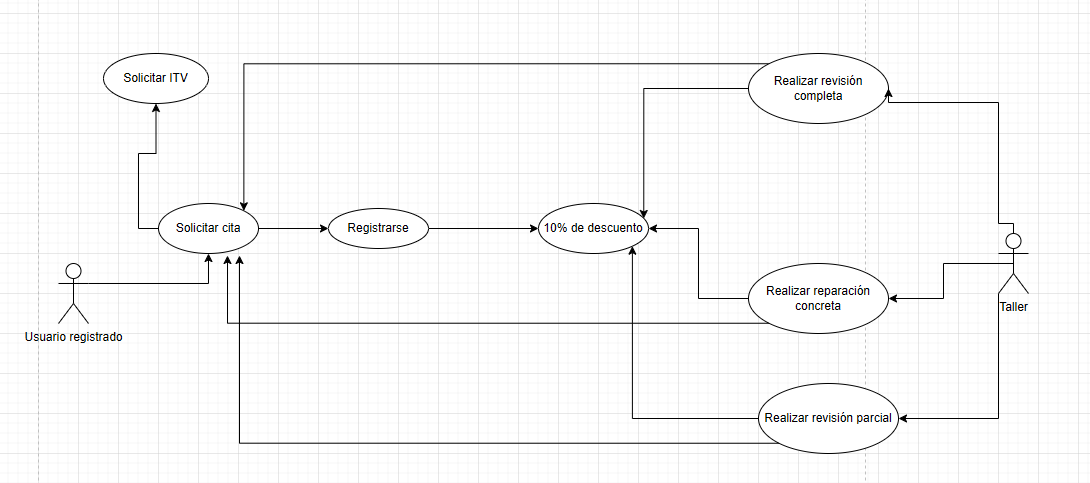 Solicitar ITV
Realizar revisión
completa
Solicitar cita
Registrarse
10% de descuento
Realizar reparación
concreta
Taller
Usuario registrado
Realizar revisión parcial